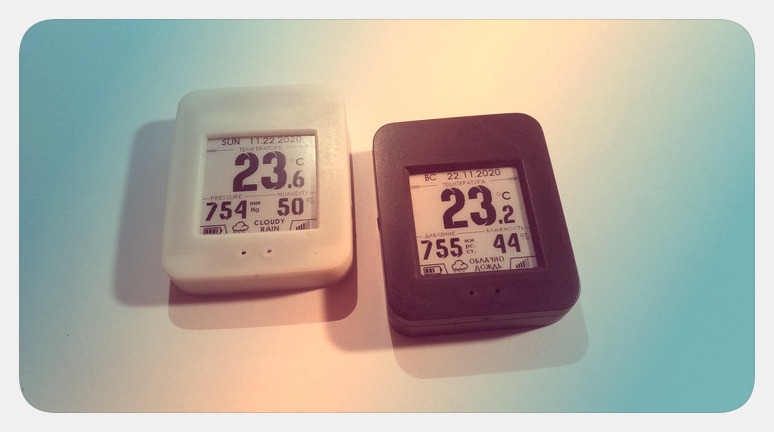 SUN 11.22.2020
TEMPERATURE
23.6 °C
PRESSURE HUMIDITY
754 mm Hg 50 %
CLOUDY
RAIN
ВС 22.11.2020
ТЕМПЕРАТУРА
23.2 °C
ДАВЛЕНИЕ ВЛАЖНОСТЬ
755 мм рс. ст. 44 %
ОБЛАЧНО
ДОЖДЬ